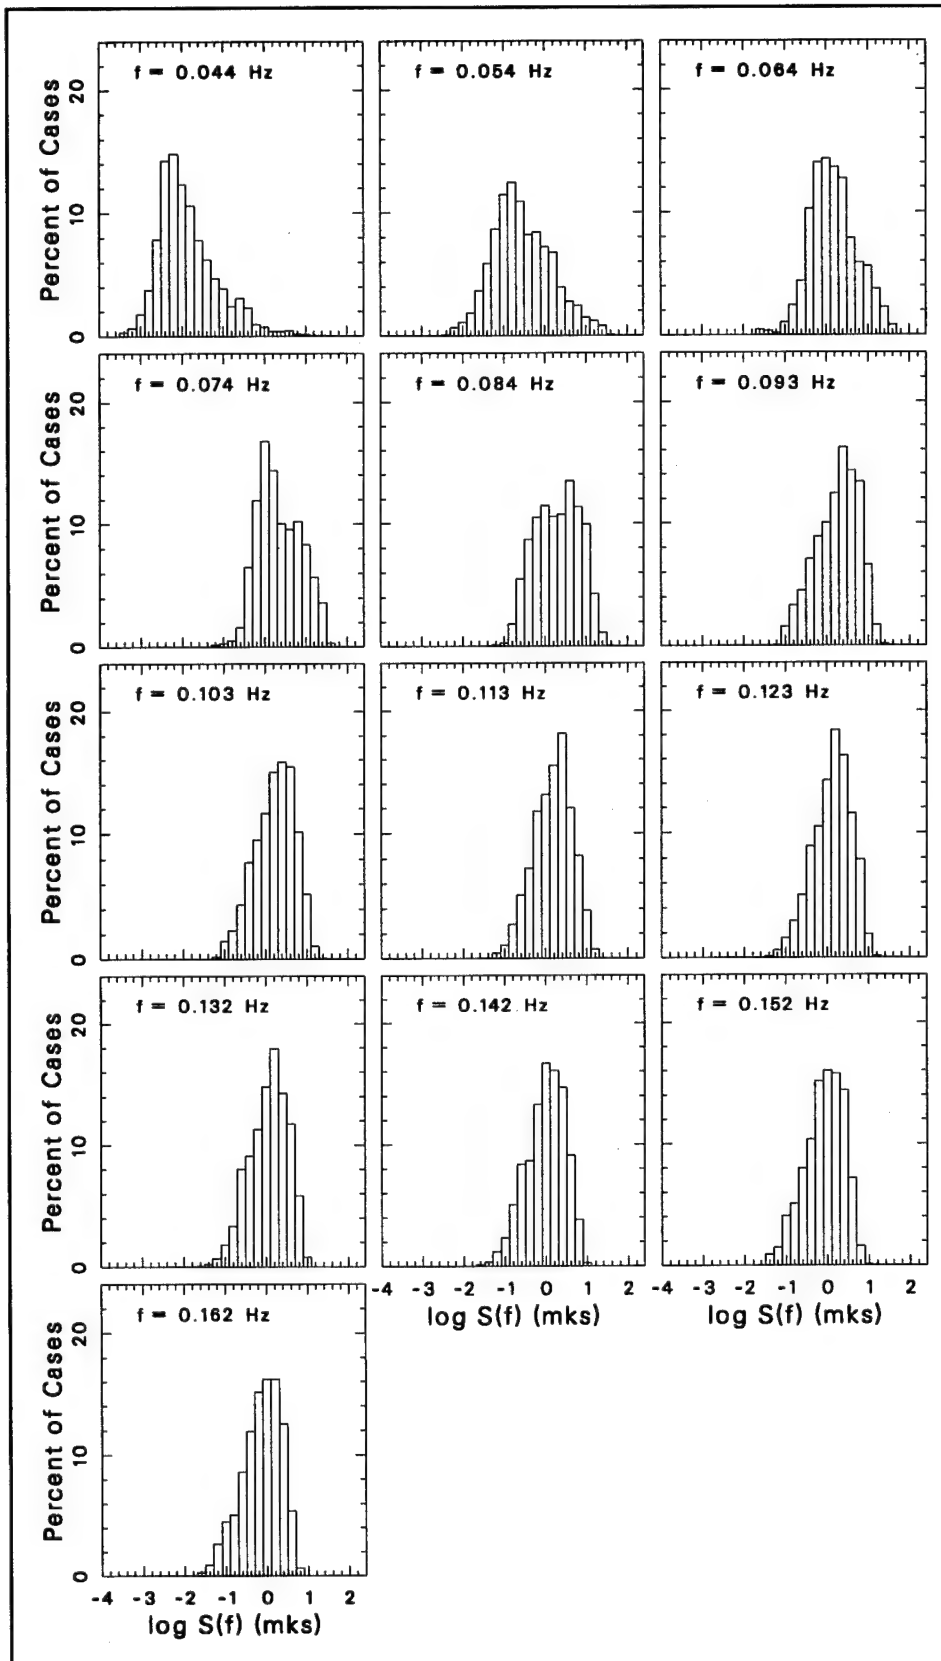 f = 0.044 Hz
f = 0.054 Hz
f = 0.064 Hz
Percent of Cases
20
10
0
f = 0.074 Hz
f = 0.084 Hz
f = 0.093 Hz
Percent of Cases
20
10
0
f = 0.103 Hz
f = 0.113 Hz
f = 0.123 Hz
Percent of Cases
20
10
0
f = 0.132 Hz
f = 0.142 Hz
f = 0.152 Hz
Percent of Cases
20
10
0
-4 -3 -2 -1 0 1 2
log S(f) (mks)
-4 -3 -2 -1 0 1 2
log S(f) (mks)
f = 0.162 Hz
Percent of Cases
20
10
0
-4 -3 -2 -1 0 1 2
log S(f) (mks)